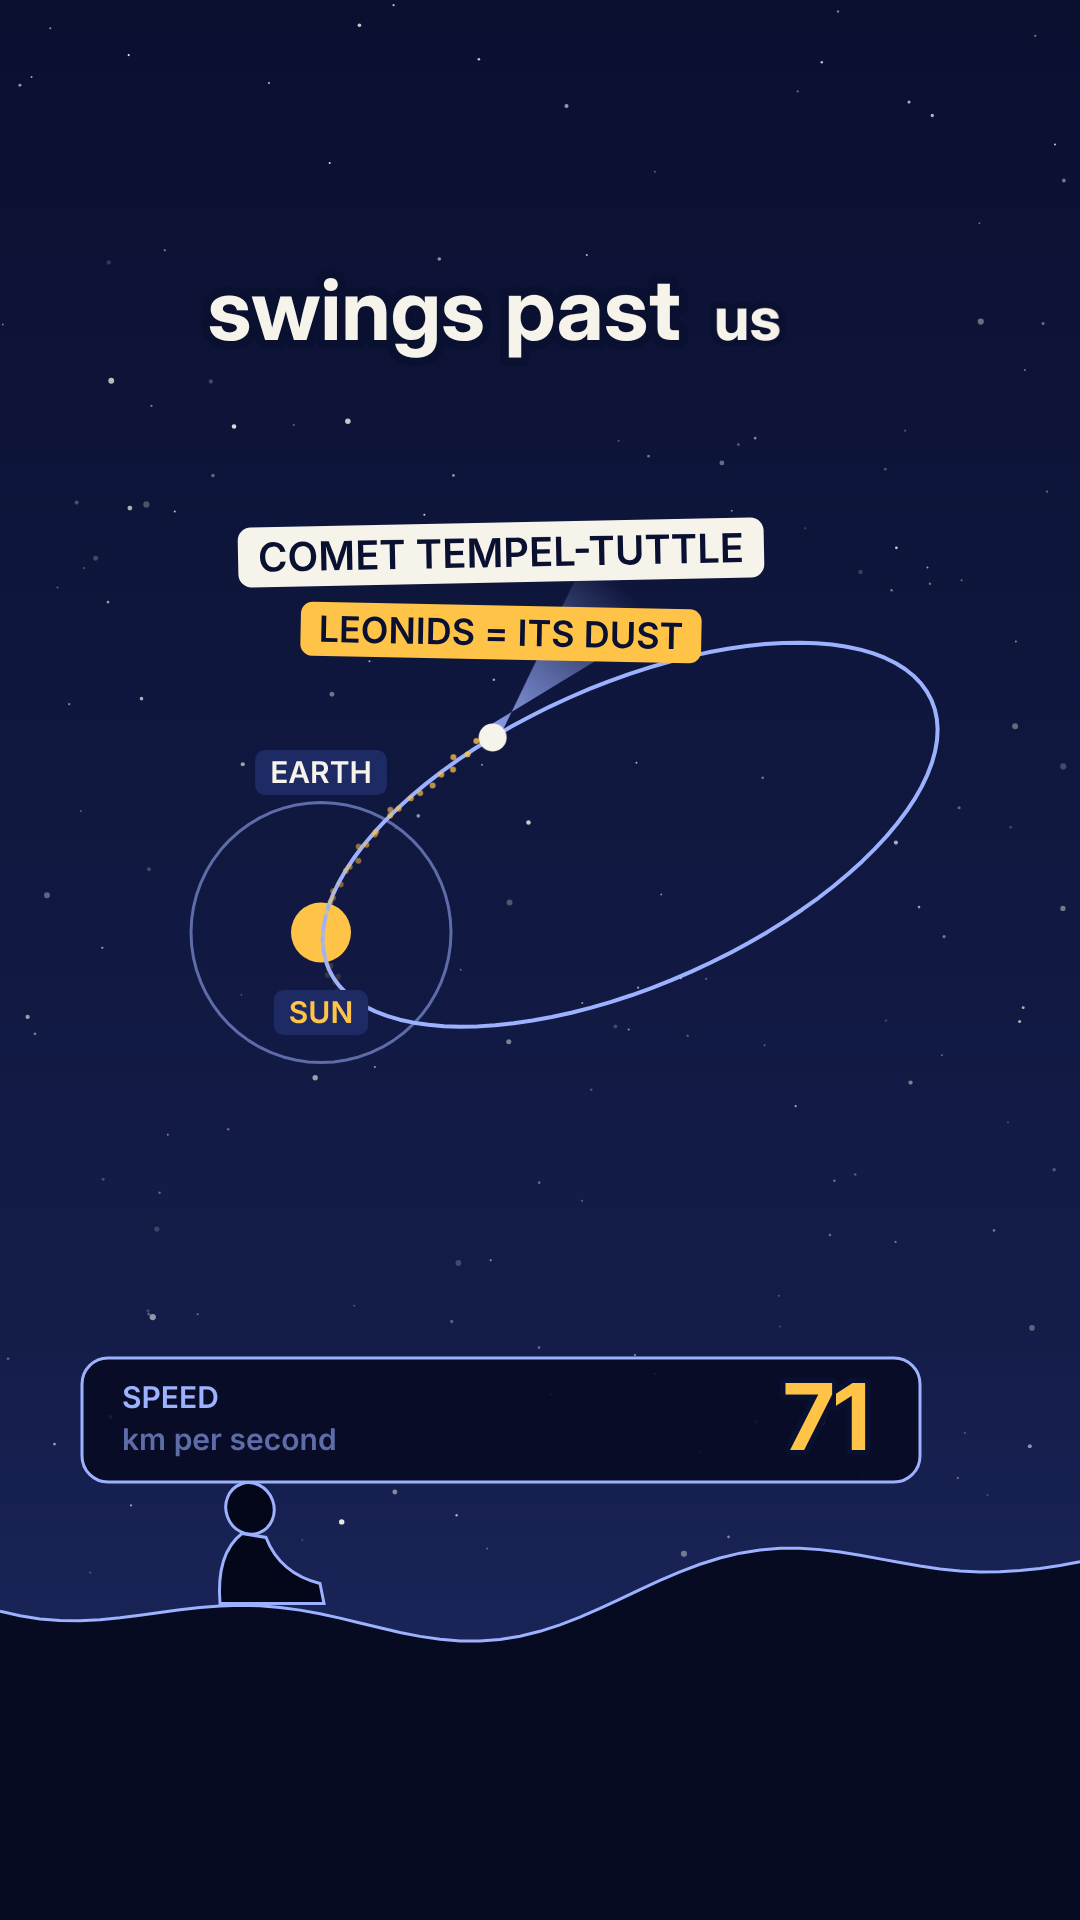 swings past us
COMET TEMPEL-TUTTLE
LEONIDS = ITS DUST
EARTH
SUN
SPEED
km per second
71